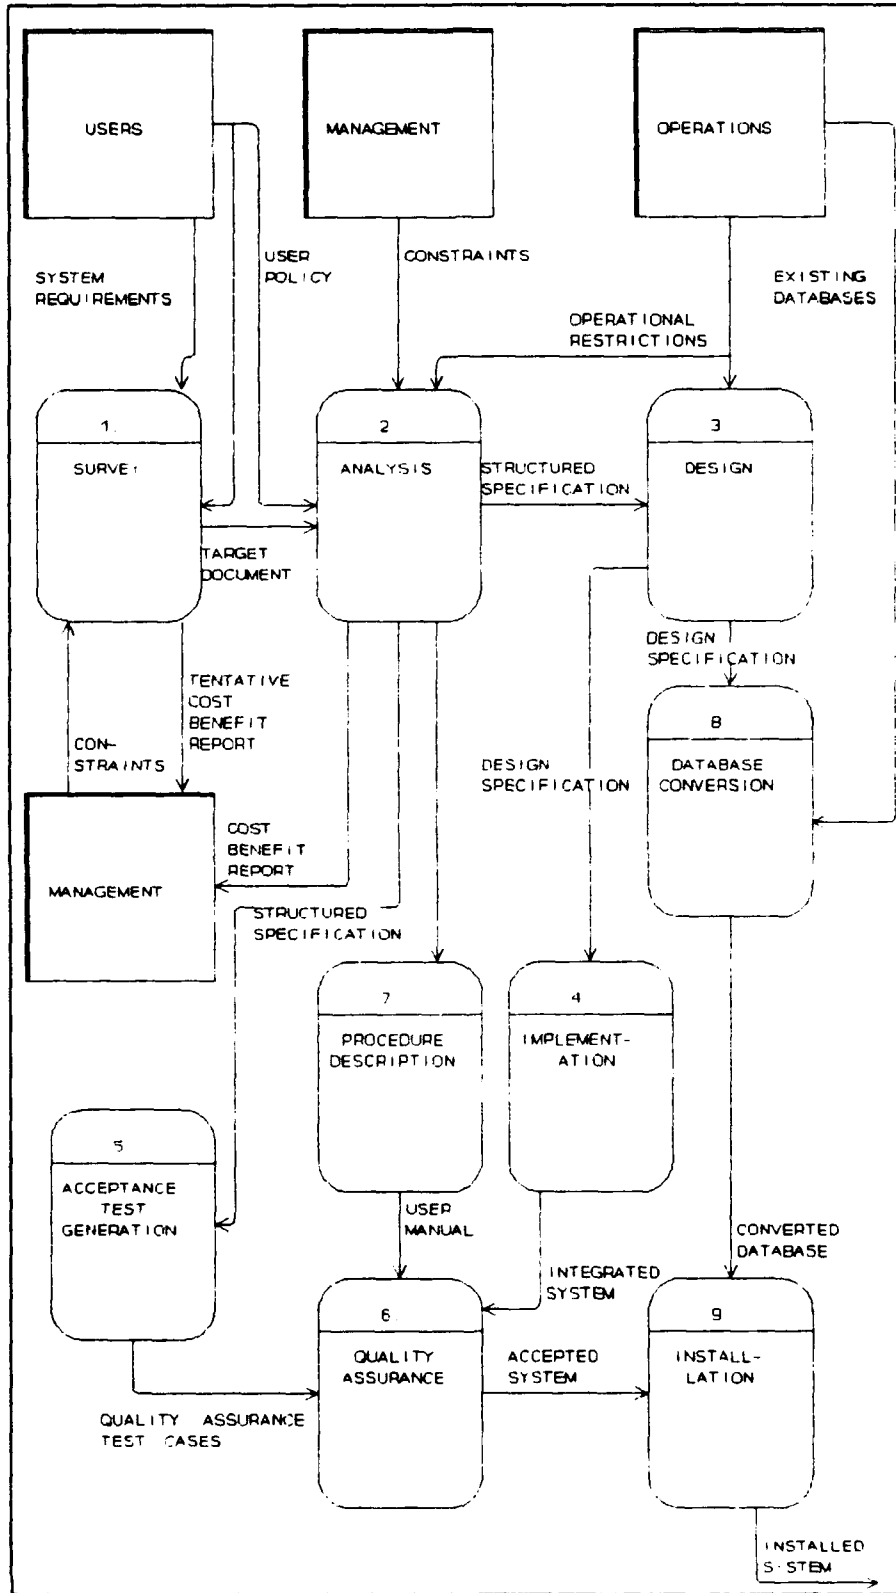 USERS
MANAGEMENT
OPERATIONS
SYSTEM
REQUIREMENTS
USER
POLICY
CONSTRAINTS
EXISTING
DATABASES
OPERATIONAL
RESTRICTIONS
1.
SURVEY
2
ANALYSIS
STRUCTURED
SPECIFICATION
3
DESIGN
TARGET
DOCUMENT
DESIGN
SPECIFICATION
TENTATIVE
COST
BENEFIT
REPORT
CON-
STRAINTS
DESIGN
SPECIFICATION
8
DATABASE
CONVERSION
MANAGEMENT
COST
BENEFIT
REPORT
STRUCTURED
SPECIFICATION
7
PROCEDURE
DESCRIPTION
4
IMPLEMENT-
ATION
5
ACCEPTANCE
TEST
GENERATION
USER
MANUAL
INTEGRATED
SYSTEM
CONVERTED
DATABASE
6.
QUALITY
ASSURANCE
ACCEPTED
SYSTEM
9
INSTALL-
LATION
QUALITY ASSURANCE
TEST CASES
INSTALLED
SYSTEM